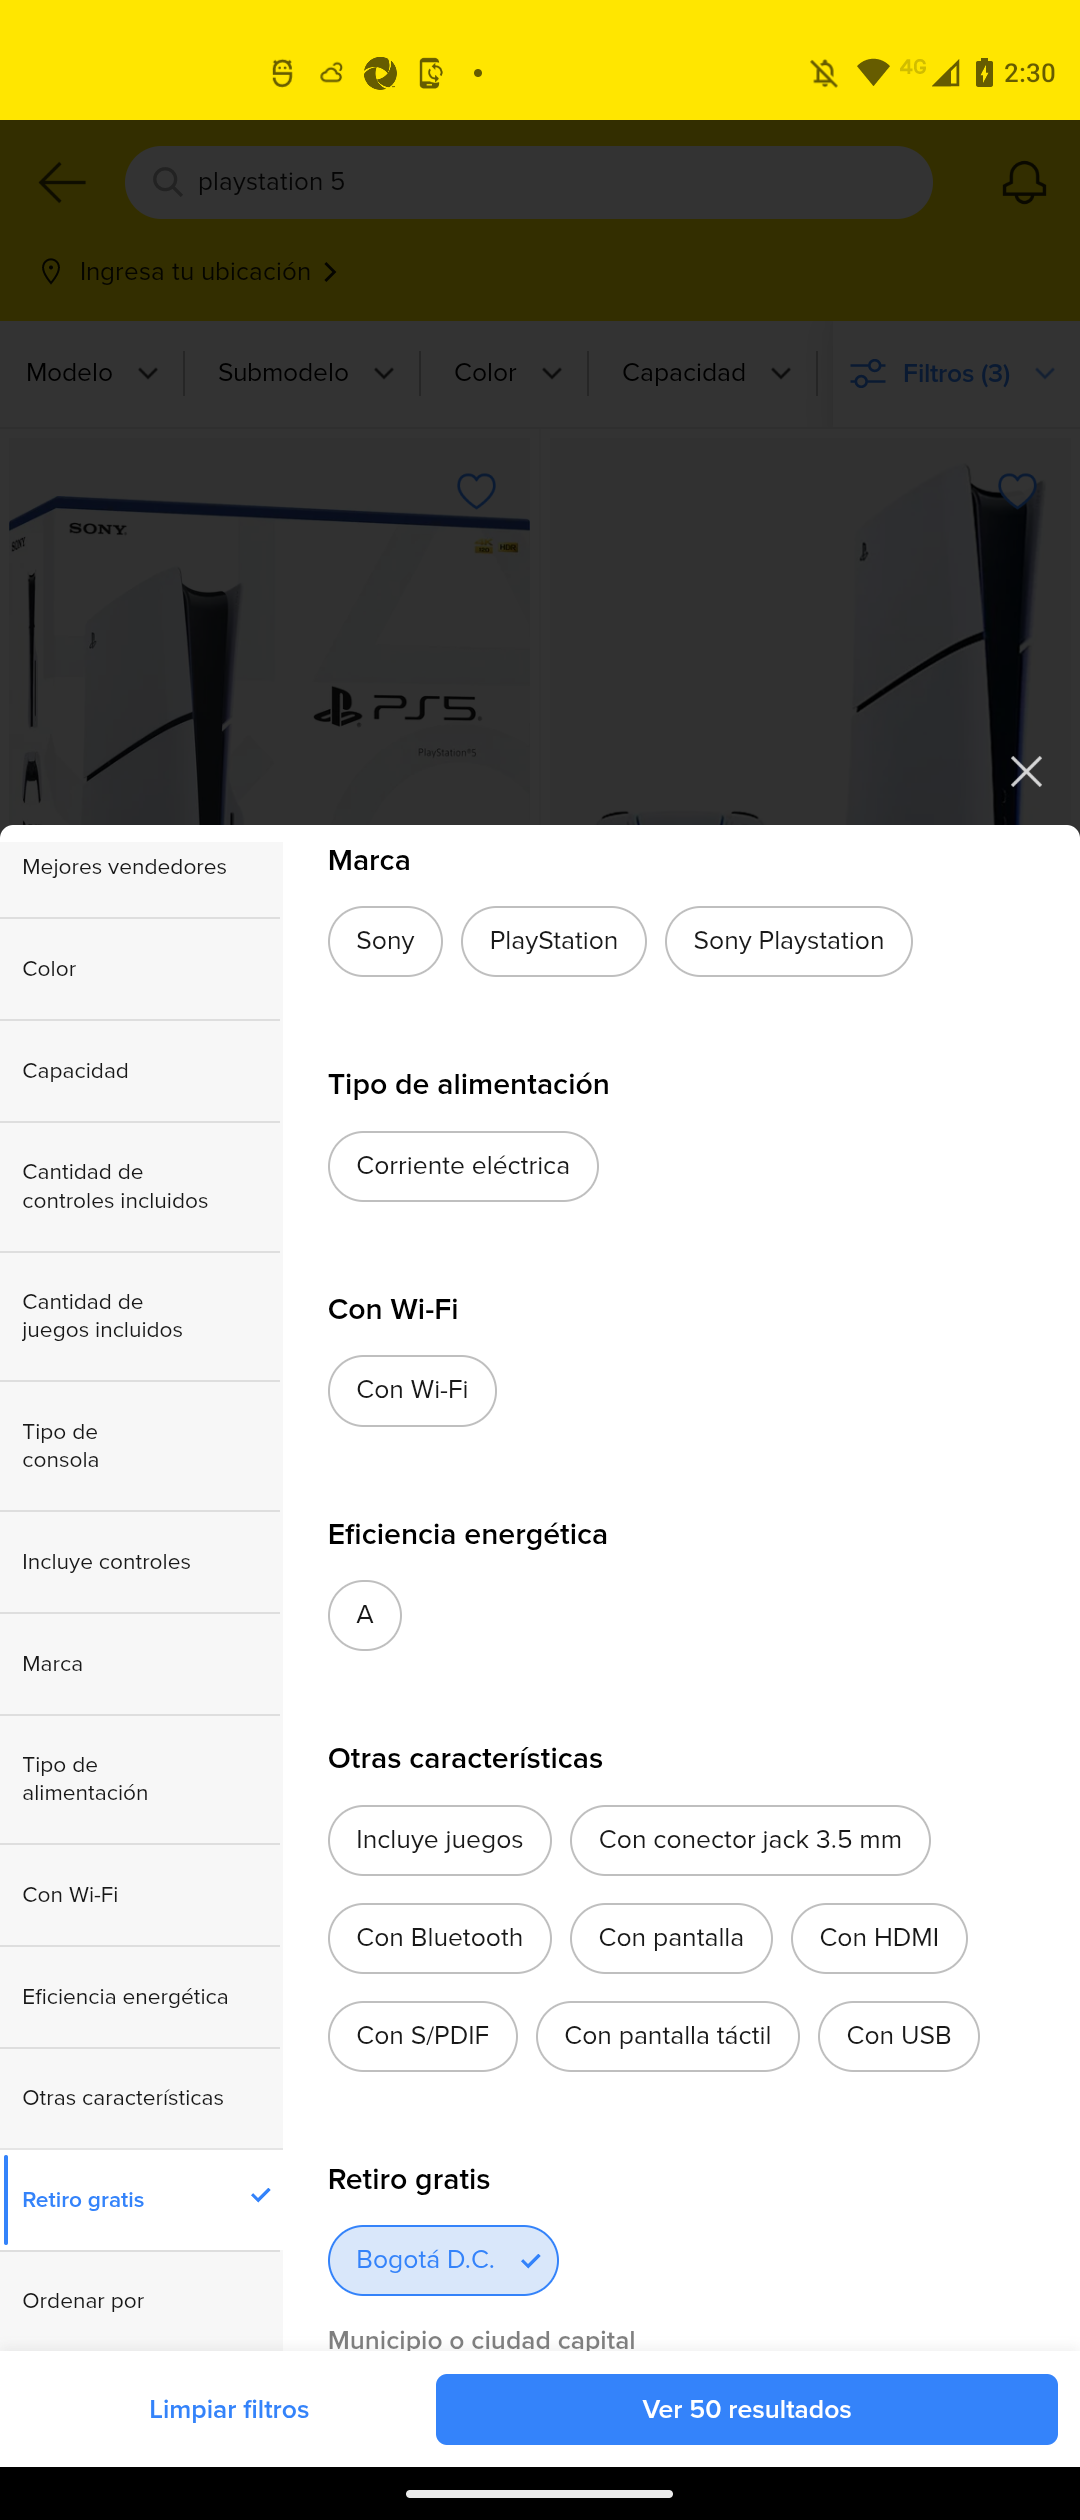 4G
2:30
playstation 5
Ingresa tu ubicación
Modelo
Submodelo
Color
Capacidad
Filtros (3)
SONY
SONY
4K
HDR
PS5
PlayStation®5
Mejores vendedores
Color
Capacidad
Cantidad de
controles incluidos
Cantidad de
juegos incluidos
Tipo de
consola
Incluye controles
Marca
Tipo de
alimentación
Con Wi-Fi
Eficiencia energética
Otras características
Retiro gratis
Ordenar por
Marca
Sony
PlayStation
Sony Playstation
Tipo de alimentación
Corriente eléctrica
Con Wi-Fi
Con Wi-Fi
Eficiencia energética
A
Otras características
Incluye juegos
Con conector jack 3.5 mm
Con Bluetooth
Con pantalla
Con HDMI
Con S/PDIF
Con pantalla táctil
Con USB
Retiro gratis
Bogotá D.C.
Municipio o ciudad capital
Limpiar filtros
Ver 50 resultados